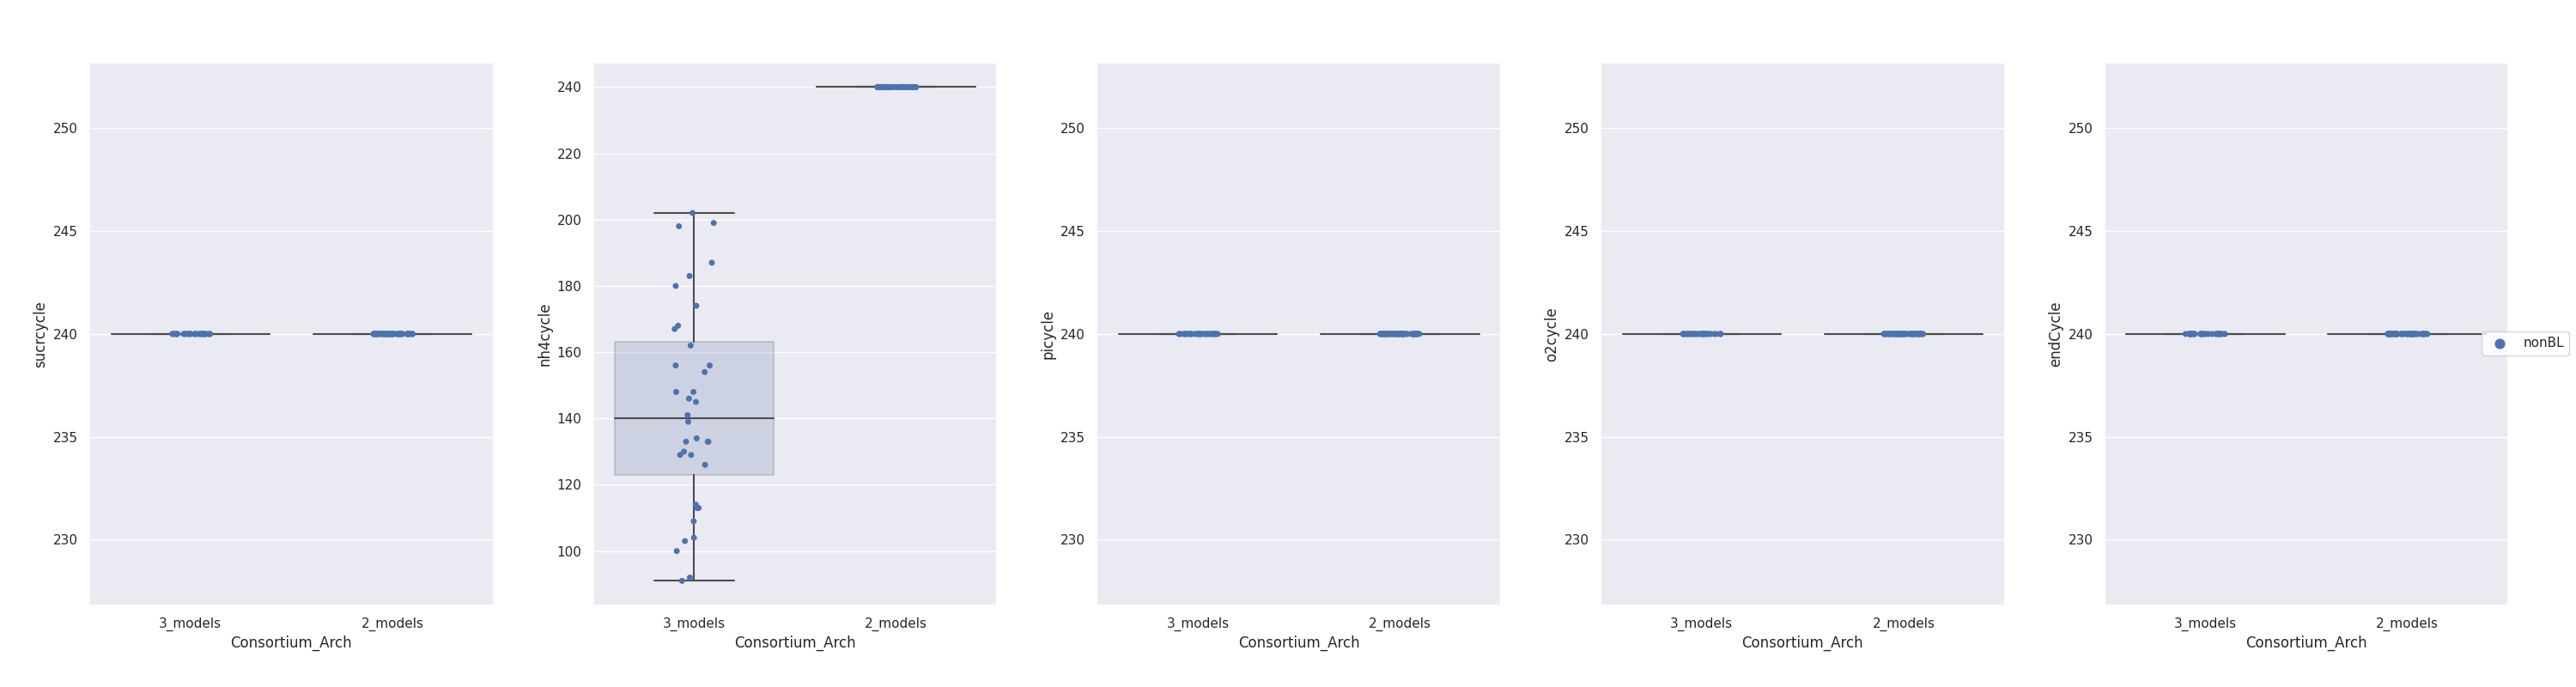 sucrcycle
250
245
240
235
230
3_models
2_models
Consortium_Arch
nh4cycle
240
220
200
180
160
140
120
100
3_models
2_models
Consortium_Arch
picycle
250
245
240
235
230
3_models
2_models
Consortium_Arch
o2cycle
250
245
240
235
230
3_models
2_models
Consortium_Arch
endCycle
250
245
240
235
230
3_models
2_models
Consortium_Arch
nonBL